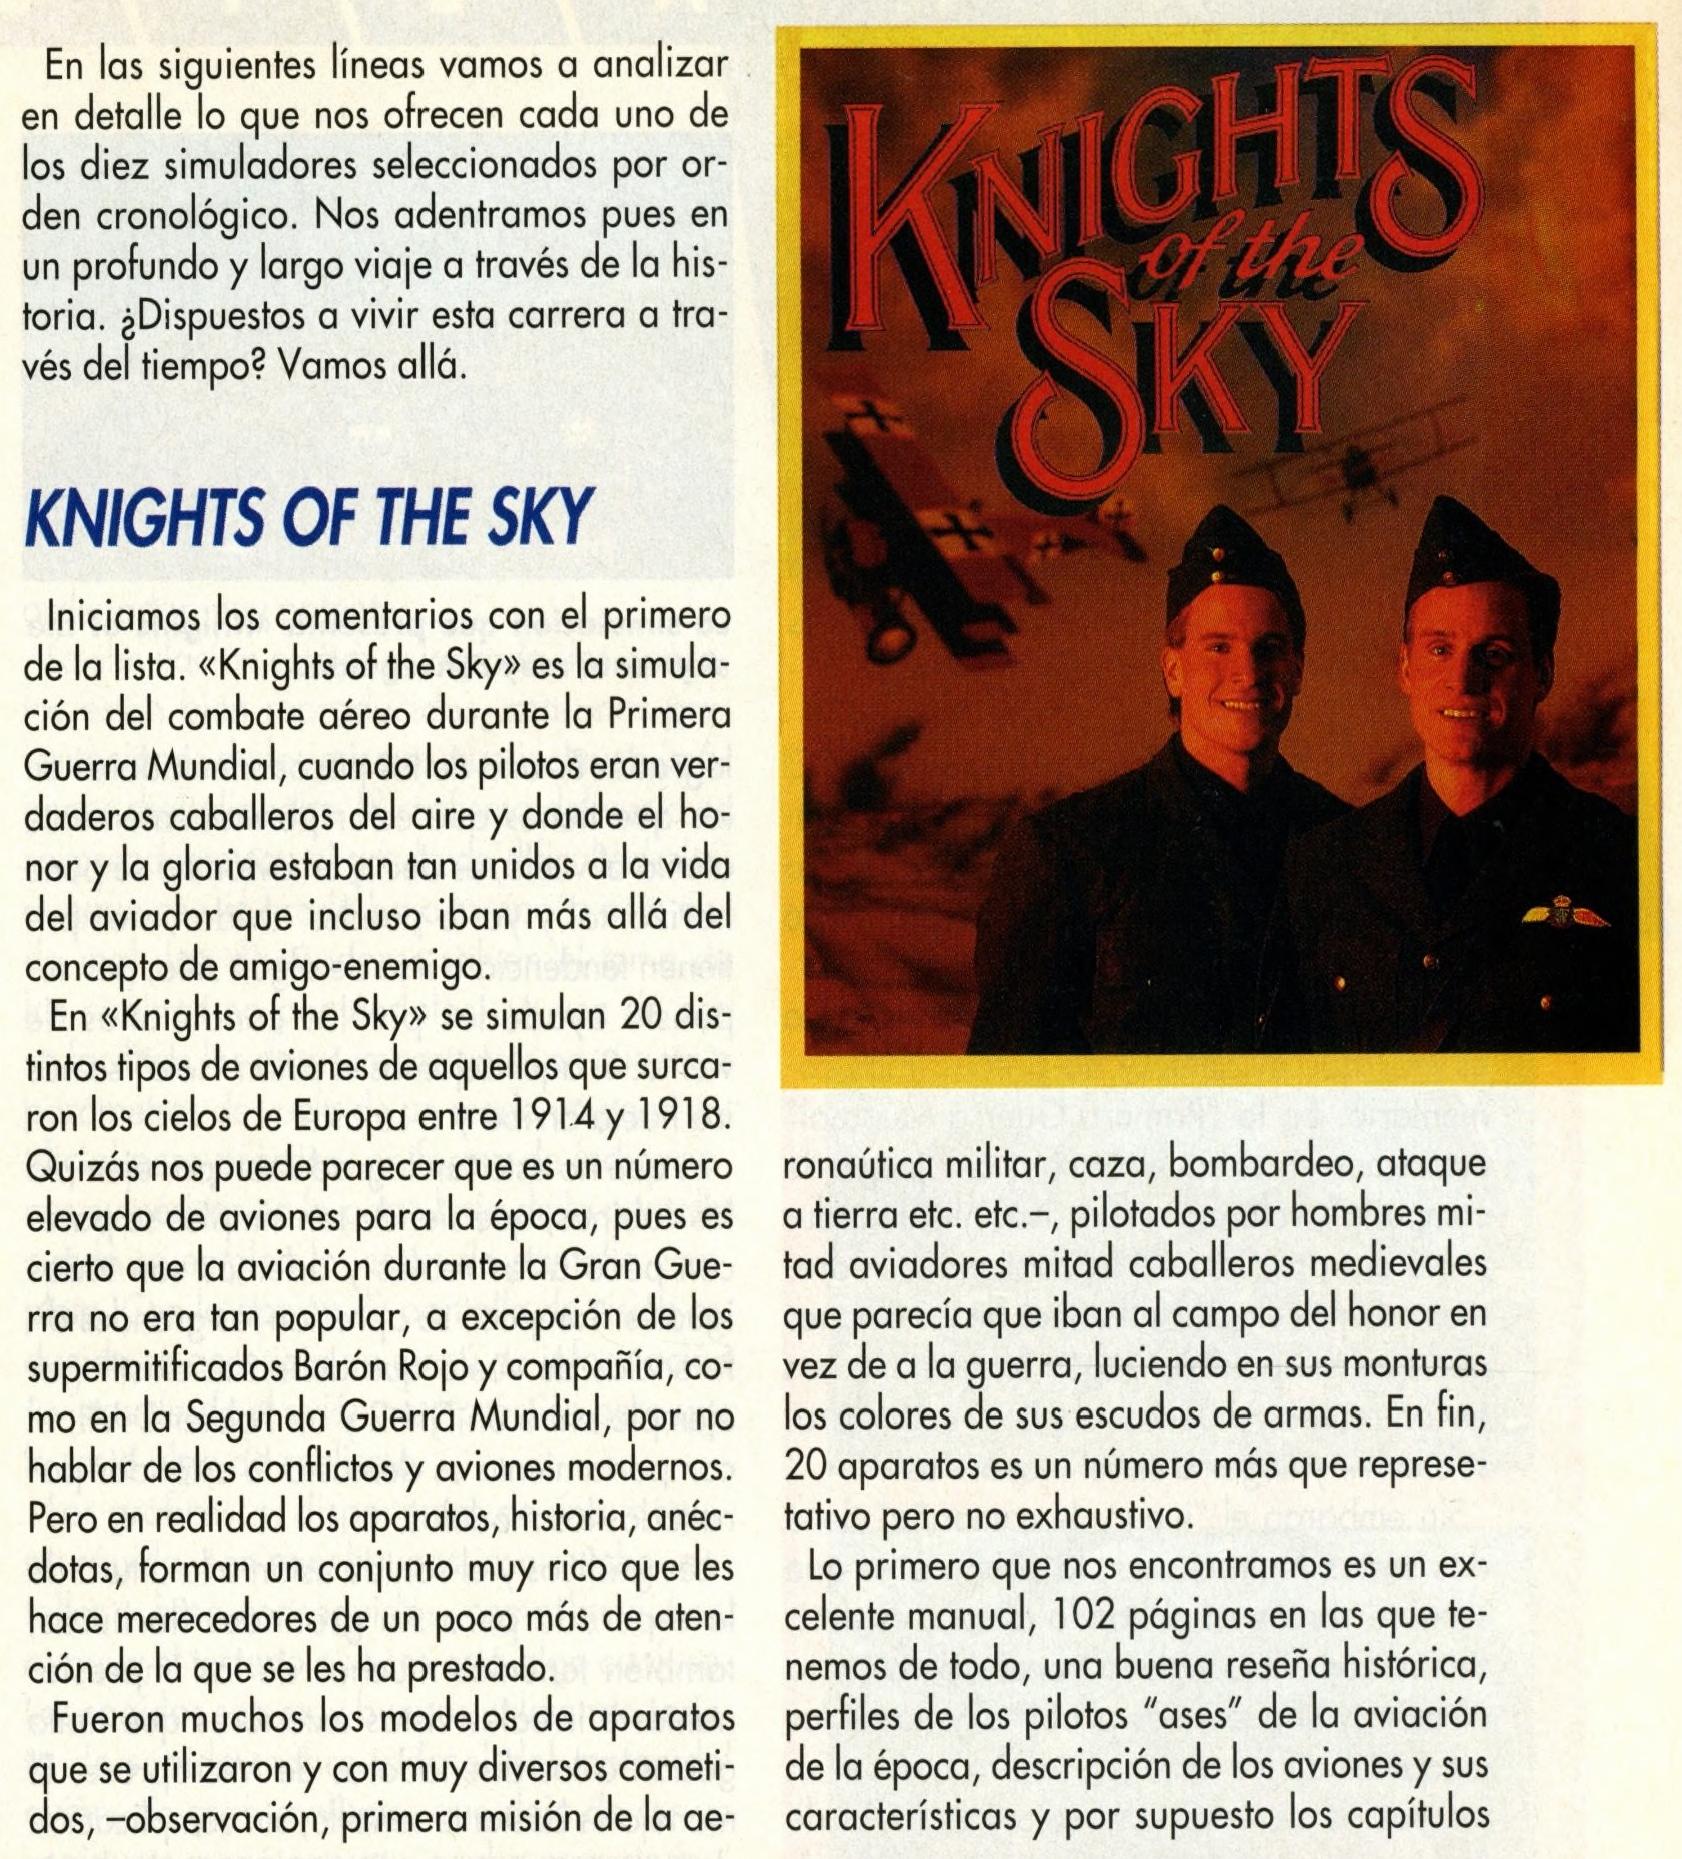 En las siguientes líneas vamos a analizar
en detalle lo que nos ofrecen cada uno de
los diez simuladores seleccionados por or-
den cronológico. Nos adentramos pues en
un profundo y largo viaje a través de la his-
toria. ¿Dispuestos a vivir esta carrera a tra-
vés del tiempo? Vamos allá.
KNIGHTS OF THE SKY
Iniciamos los comentarios con el primero
de la lista. «Knights of the Sky» es la simula-
ción del combate aéreo durante la Primera
Guerra Mundial, cuando los pilotos eran ver-
daderos caballeros del aire y donde el ho-
nor y la gloria estaban tan unidos a la vida
del aviador que incluso iban más allá del
concepto de amigo-enemigo.
En «Knights of the Sky» se simulan 20 dis-
tintos tipos de aviones de aquellos que surca-
ron los cielos de Europa entre 1914 y 1918.
Quizás nos puede parecer que es un número
elevado de aviones para la época, pues es
cierto que la aviación durante la Gran Gue-
rra no era tan popular, a excepción de los
supermitificados Barón Rojo y compañía, co-
mo en la Segunda Guerra Mundial, por no
hablar de los conflictos y aviones modernos.
Pero en realidad los aparatos, historia, anéc-
dotas, forman un conjunto muy rico que les
hace merecedores de un poco más de aten-
ción de la que se les ha prestado.
Fueron muchos los modelos de aparatos
que se utilizaron y con muy diversos cometi-
dos, –observación, primera misión de la ae-
KNIGHTS
of the
SKY
ronaútica militar, caza, bombardeo, ataque
a tierra etc. etc.–, pilotados por hombres mi-
tad aviadores mitad caballeros medievales
que parecía que iban al campo del honor en
vez de a la guerra, luciendo en sus monturas
los colores de sus escudos de armas. En fin,
20 aparatos es un número más que represe-
tativo pero no exhaustivo.
Lo primero que nos encontramos es un ex-
celente manual, 102 páginas en las que te-
nemos de todo, una buena reseña histórica,
perfiles de los pilotos "ases" de la aviación
de la época, descripción de los aviones y sus
características y por supuesto los capítulos